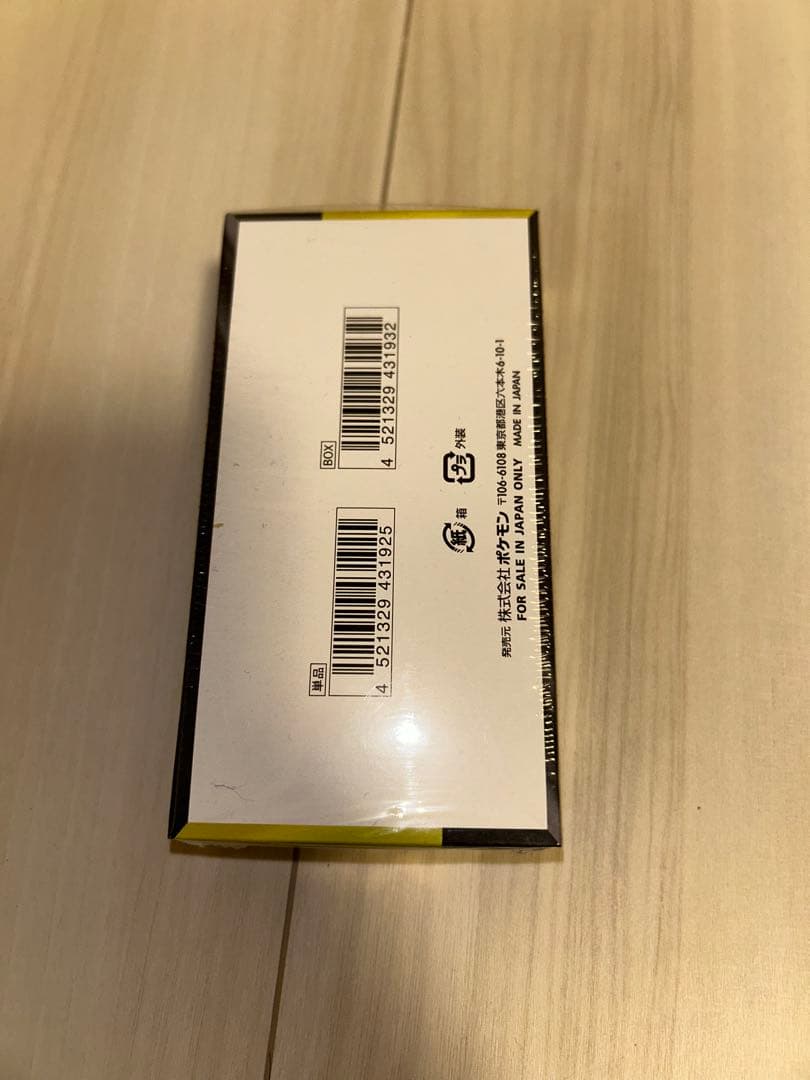 単品
4 521329 431925
BOX
4 521329 431932
紙 箱
プラ 外装
発売元 株式会社 ポケモン 〒106-6108 東京都港区六本木6-10-1
FOR SALE IN JAPAN ONLY MADE IN JAPAN